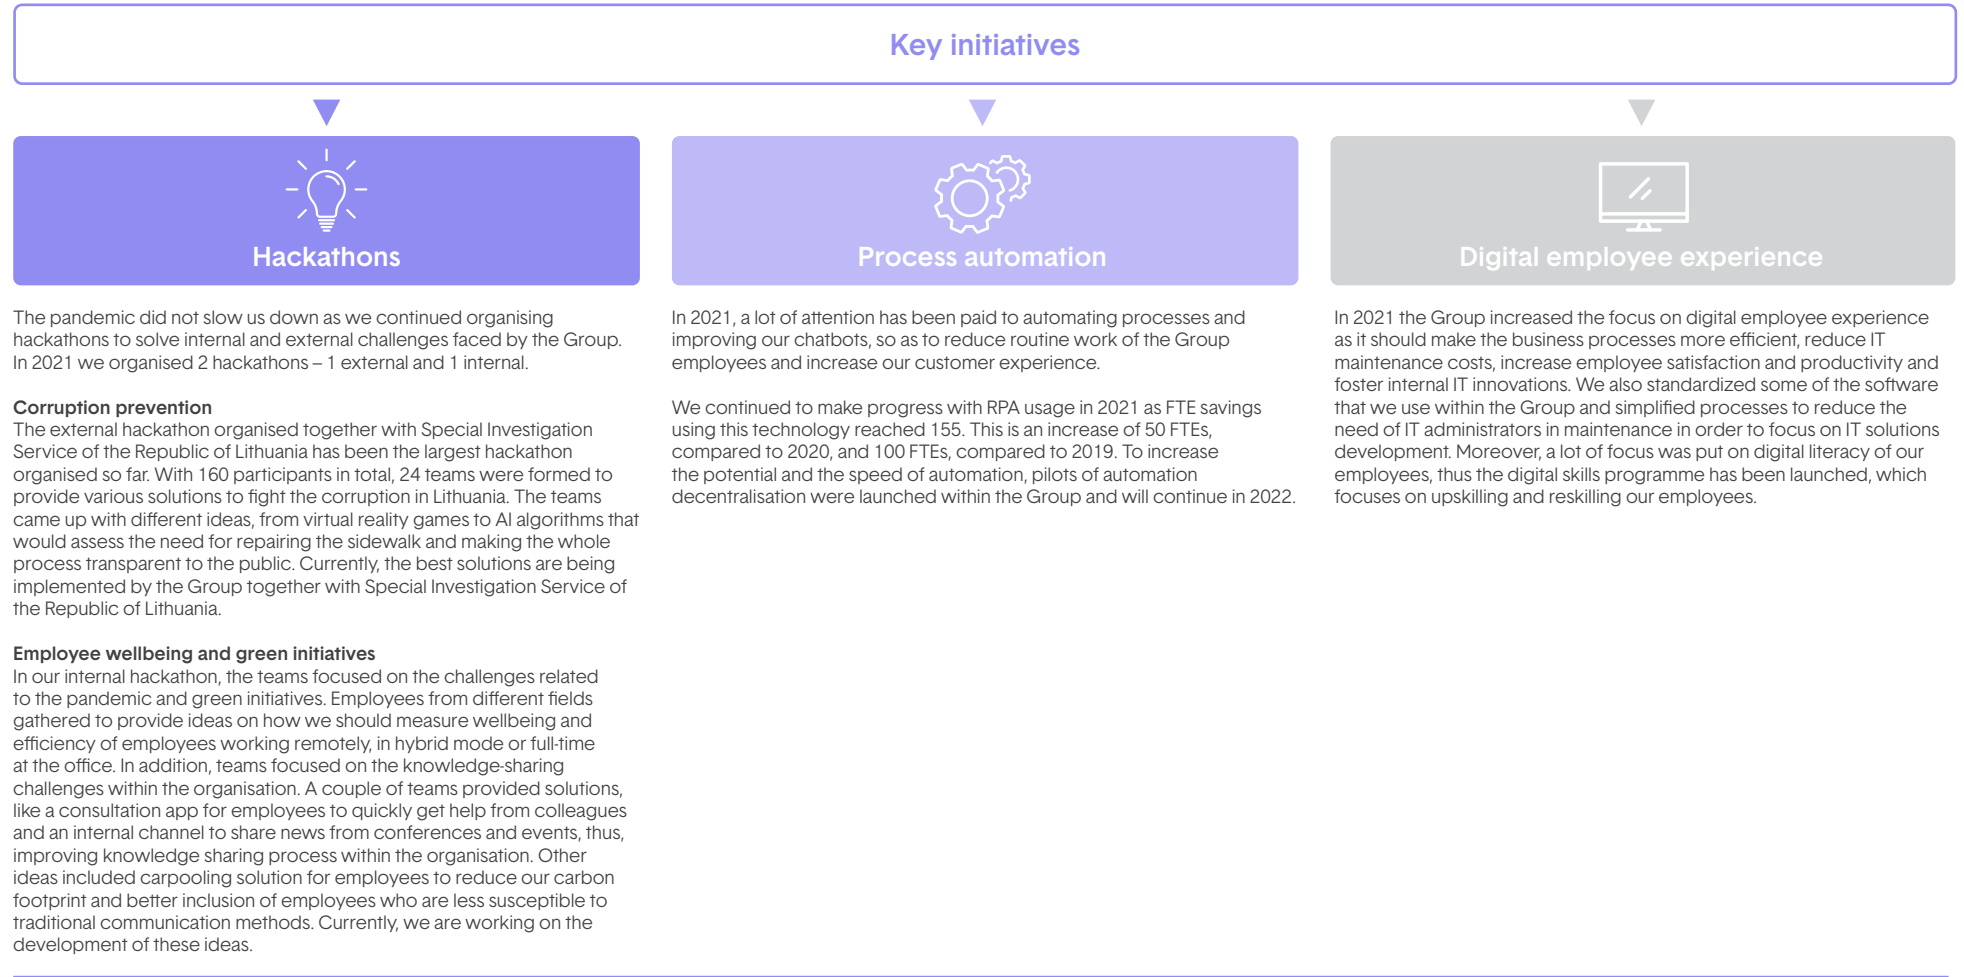 Key initiatives
Hackathons
The pandemic did not slow us down as we continued organising
hackathons to solve internal and external challenges faced by the Group.
In 2021 we organised 2 hackathons – 1 external and 1 internal.
Corruption prevention
The external hackathon organised together with Special Investigation
Service of the Republic of Lithuania has been the largest hackathon
organised so far. With 160 participants in total, 24 teams were formed to
provide various solutions to fight the corruption in Lithuania. The teams
came up with different ideas, from virtual reality games to AI algorithms that
would assess the need for repairing the sidewalk and making the whole
process transparent to the public. Currently, the best solutions are being
implemented by the Group together with Special Investigation Service of
the Republic of Lithuania.
Employee wellbeing and green initiatives
In our internal hackathon, the teams focused on the challenges related
to the pandemic and green initiatives. Employees from different fields
gathered to provide ideas on how we should measure wellbeing and
efficiency of employees working remotely, in hybrid mode or full-time
at the office. In addition, teams focused on the knowledge-sharing
challenges within the organisation. A couple of teams provided solutions,
like a consultation app for employees to quickly get help from colleagues
and an internal channel to share news from conferences and events, thus,
improving knowledge sharing process within the organisation. Other
ideas included carpooling solution for employees to reduce our carbon
footprint and better inclusion of employees who are less susceptible to
traditional communication methods. Currently, we are working on the
development of these ideas.
Process automation
In 2021, a lot of attention has been paid to automating processes and
improving our chatbots, so as to reduce routine work of the Group
employees and increase our customer experience.
We continued to make progress with RPA usage in 2021 as FTE savings
using this technology reached 155. This is an increase of 50 FTEs,
compared to 2020, and 100 FTEs, compared to 2019. To increase
the potential and the speed of automation, pilots of automation
decentralisation were launched within the Group and will continue in 2022.
Digital employee experience
In 2021 the Group increased the focus on digital employee experience
as it should make the business processes more efficient, reduce IT
maintenance costs, increase employee satisfaction and productivity and
foster internal IT innovations. We also standardized some of the software
that we use within the Group and simplified processes to reduce the
need of IT administrators in maintenance in order to focus on IT solutions
development. Moreover, a lot of focus was put on digital literacy of our
employees, thus the digital skills programme has been launched, which
focuses on upskilling and reskilling our employees.